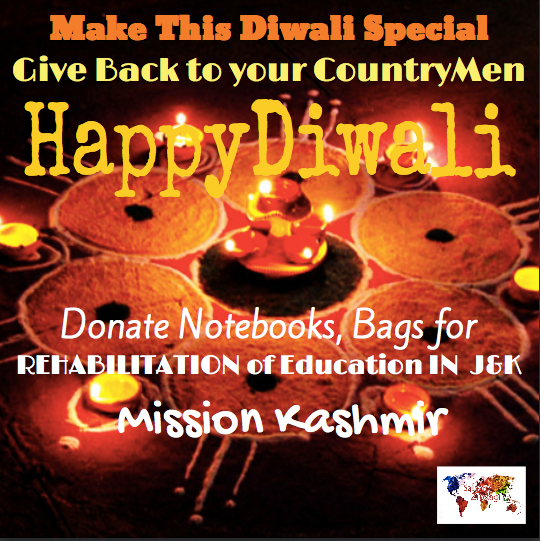 Make This Diwali Special
Give Back to your CountryMen
HappyDiwali
Donate Notebooks, Bags for
REHABILITATION of Education IN J&K
Mission Kashmir